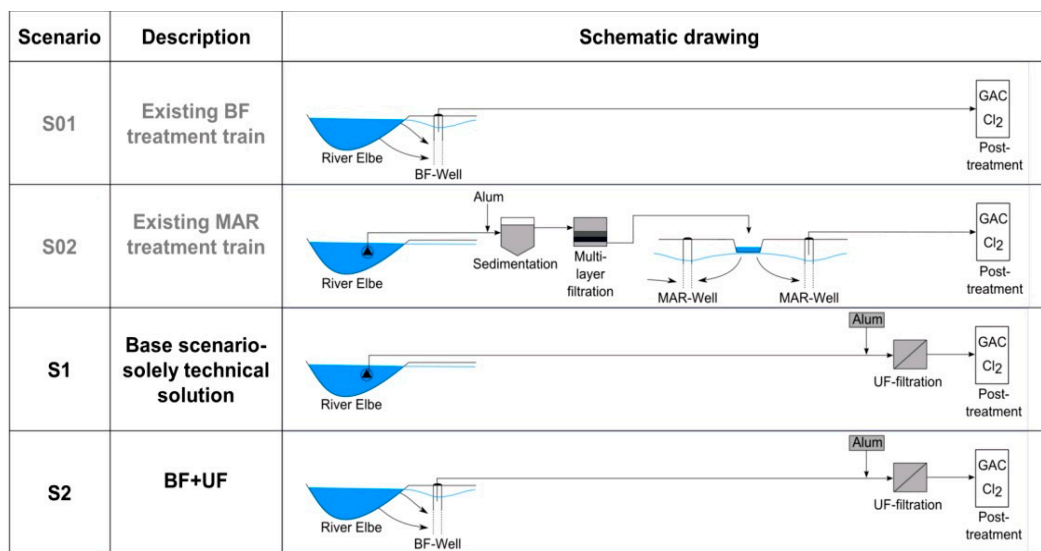 Scenario Description Schematic drawing
S01
Existing BF
treatment train
River Elbe
BF-Well
GAC
Cl2
Post-
treatment
S02
Existing MAR
treatment train
River Elbe
Alum
Sedimentation
Multi-
layer
filtration
MAR-Well
MAR-Well
GAC
Cl2
Post-
treatment
S1
Base scenario-
solely technical
solution
River Elbe
Alum
UF-filtration
GAC
Cl2
Post-
treatment
S2
BF+UF
River Elbe
BF-Well
Alum
UF-filtration
GAC
Cl2
Post-
treatment